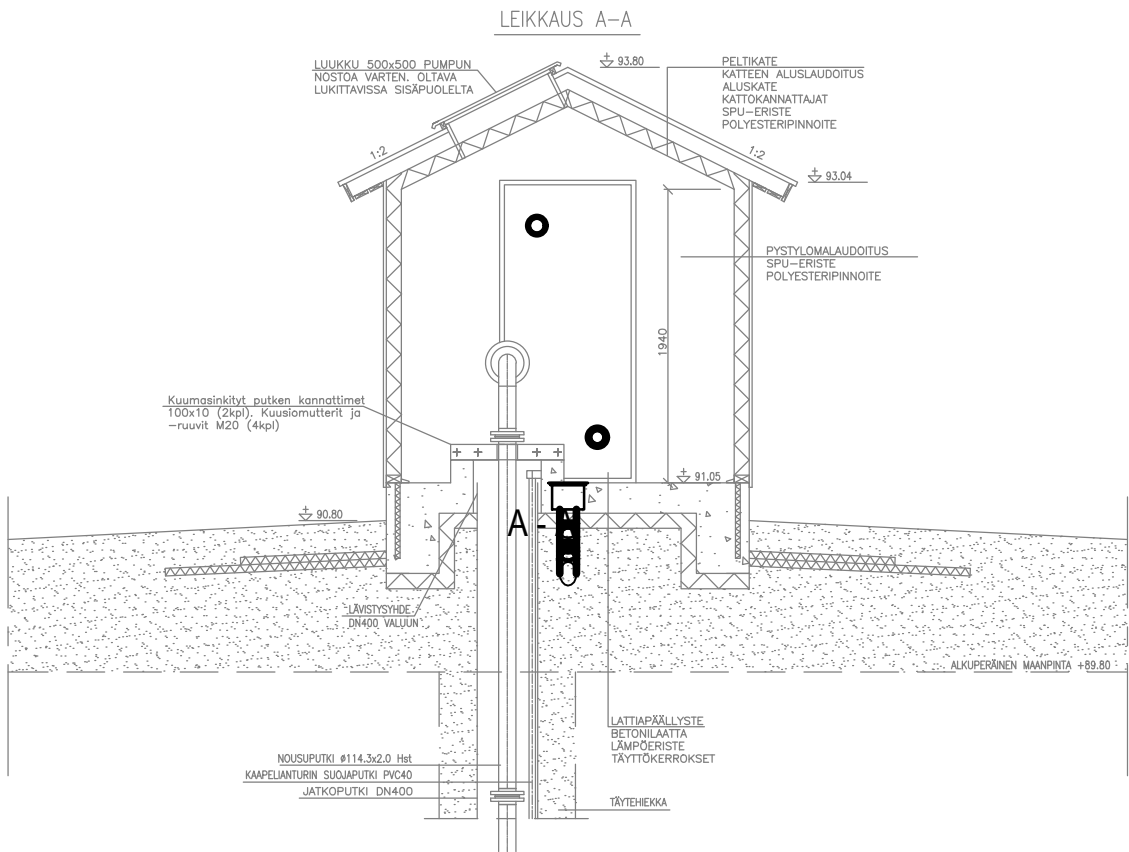 LEIKKAUS A-A
LUUKKU 500x500 PUMPUN
NOSTOA VARTEN. OLTAVA
LUKITTAVISSA SISÄPUOLELTA
93.80
PELTIKATE
KATTEEN ALUSLAUDOITUS
ALUSKATE
KATTOKANNATTAJAT
SPU-ERISTE
POLYESTERIPINNOITE
1:2
1:2
93.04
PYSTYLOMALAUDOITUS
SPU-ERISTE
POLYESTERIPINNOITE
1940
Kuumasinkityt putken kannattimet
100x10 (2kpl). Kuusiomutterit ja
-ruuvit M20 (4kpl)
91.05
90.80
A-
LÄVISTYSYHDE
DN400 VALUUN
ALKUPERÄINEN MAANPINTA +89.80
LATTIAPÄÄLLYSTE
BETONILAATTA
LÄMPÖERISTE
TÄYTTÖKERROKSET
NOUSUPUTKI ø114.3x2.0 Hst
KAAPELIANTURIN SUOJAPUTKI PVC40
JATKOPUTKI DN400
TÄYTEHIEKKA